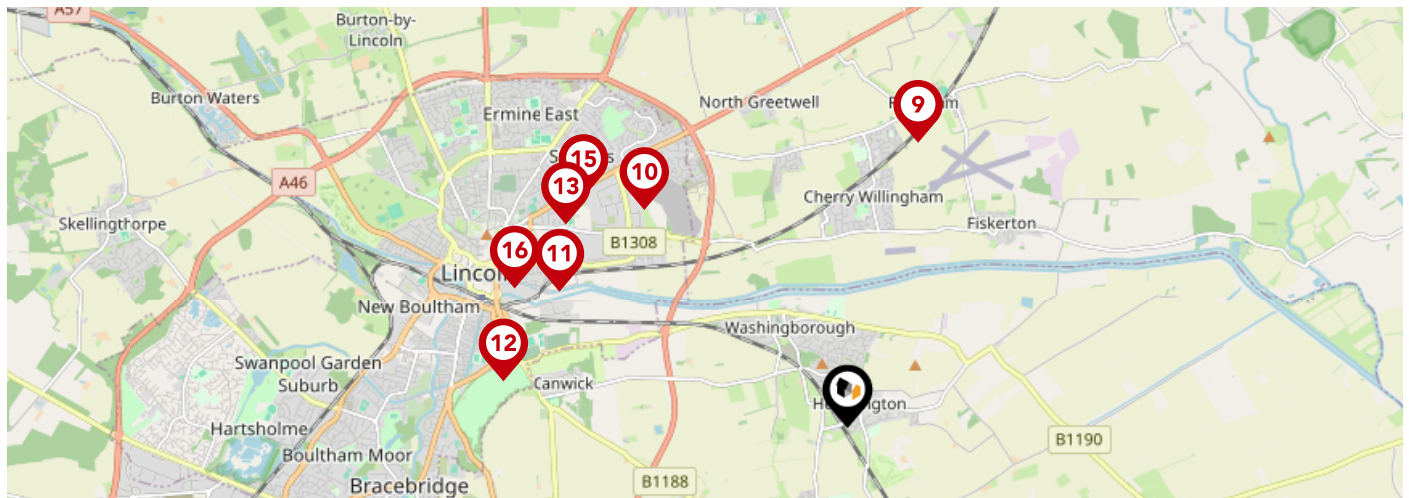 A57
Burton-by-
Lincoln
Burton Waters
North Greetwell
9
Ermine East
15
10
13
A46
Cherry Willingham
Skellingthorpe
Fiskerton
B1308
16
11
Lincoln
New Boultham
Washingborough
12
Swanpool Garden
Suburb
Canwick
Hartsholme
B1190
Boultham Moor
Bracebridge
B1188